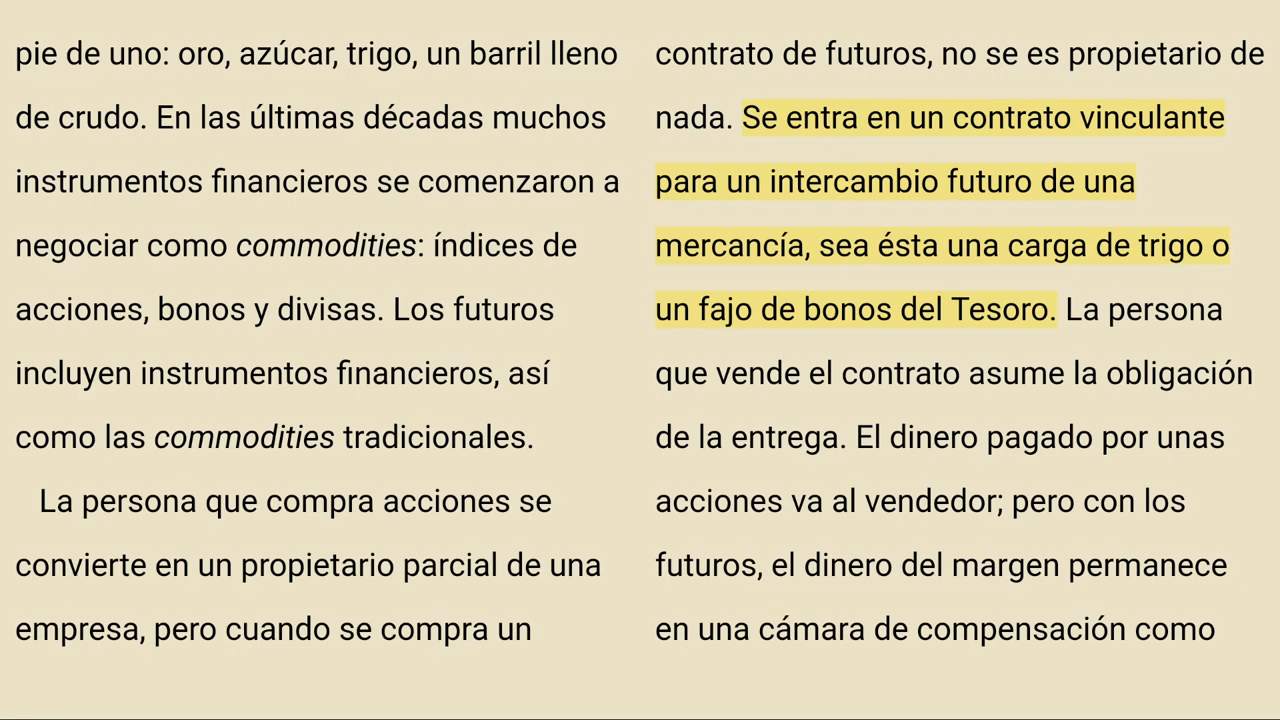 pie de uno: oro, azúcar, trigo, un barril lleno
de crudo. En las últimas décadas muchos
instrumentos financieros se comenzaron a
negociar como commodities: índices de
acciones, bonos y divisas. Los futuros
incluyen instrumentos financieros, así
como las commodities tradicionales.
La persona que compra acciones se
convierte en un propietario parcial de una
empresa, pero cuando se compra un
contrato de futuros, no se es propietario de
nada. Se entra en un contrato vinculante
para un intercambio futuro de una
mercancía, sea ésta una carga de trigo o
un fajo de bonos del Tesoro. La persona
que vende el contrato asume la obligación
de la entrega. El dinero pagado por unas
acciones va al vendedor; pero con los
futuros, el dinero del margen permanece
en una cámara de compensación como